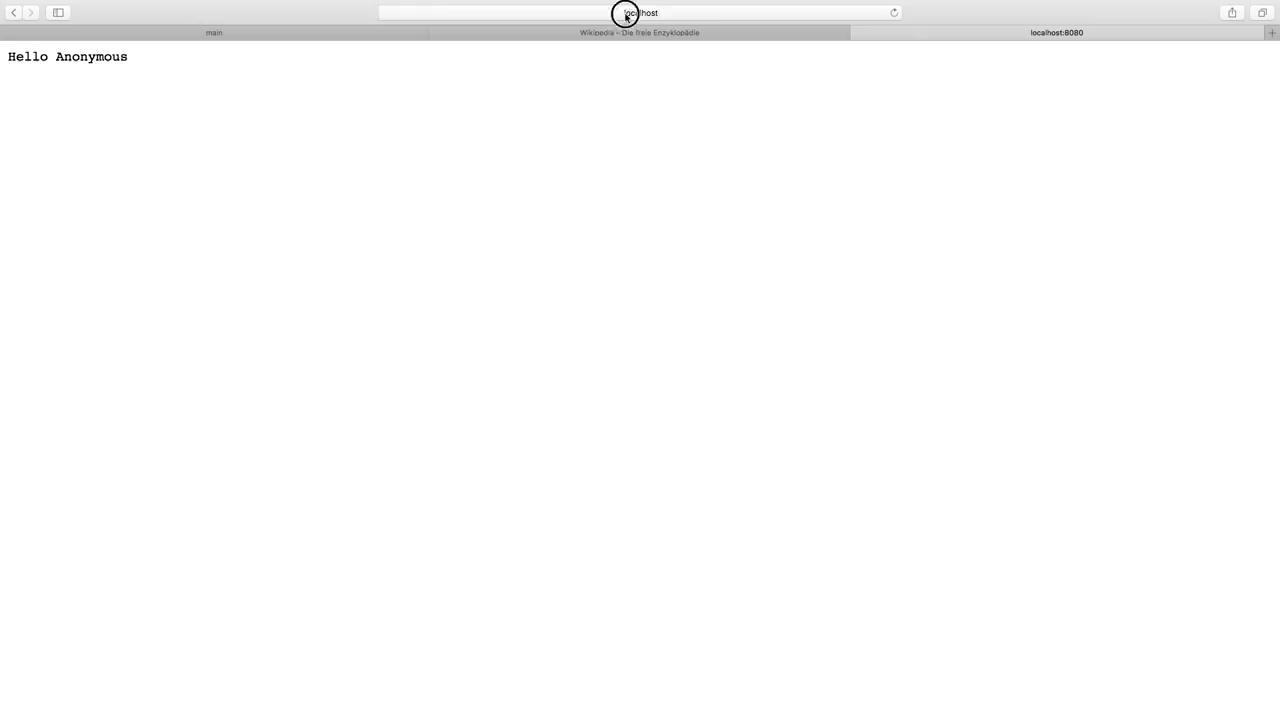 localhost
main
Wikipedia – Die freie Enzyklopädie
localhost:8080
Hello Anonymous